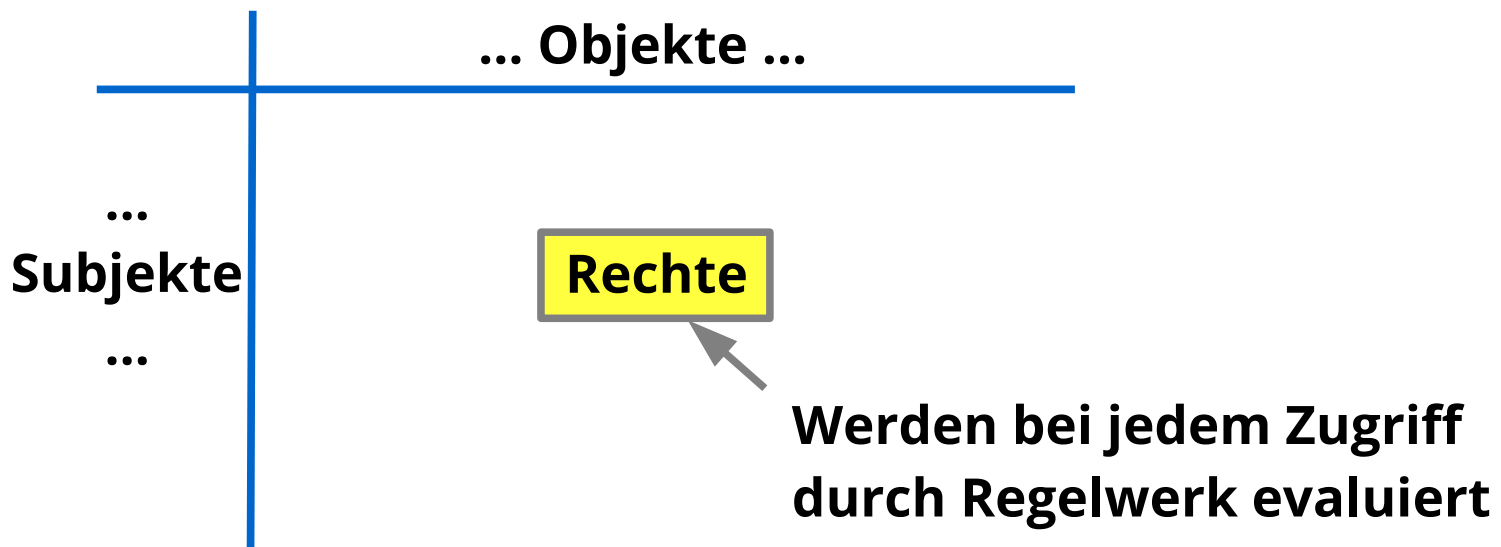 ... Objekte ...
...
Subjekte
...
Rechte
Werden bei jedem Zugriff
durch Regelwerk evaluiert